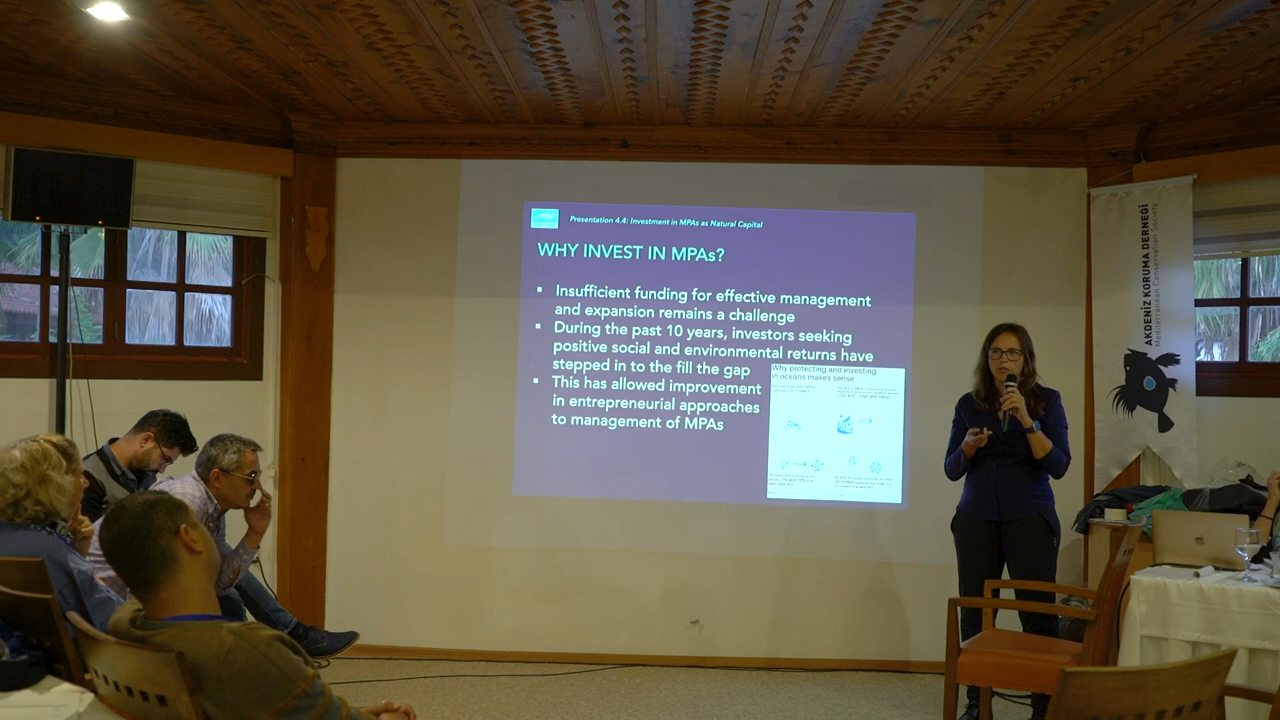 Presentation 4.4: Investment in MPAs as Natural Capital
WHY INVEST IN MPAs?
Insufficient funding for effective management
and expansion remains a challenge
During the past 10 years, investors seeking
positive social and environmental returns have
stepped in to the fill the gap
This has allowed improvement
in entrepreneurial approaches
to management of MPAs
Why protecting and investing
in oceans makes sense
AKDENİZ KORUMA DERNEĞİ
Mediterranean Conservation Society